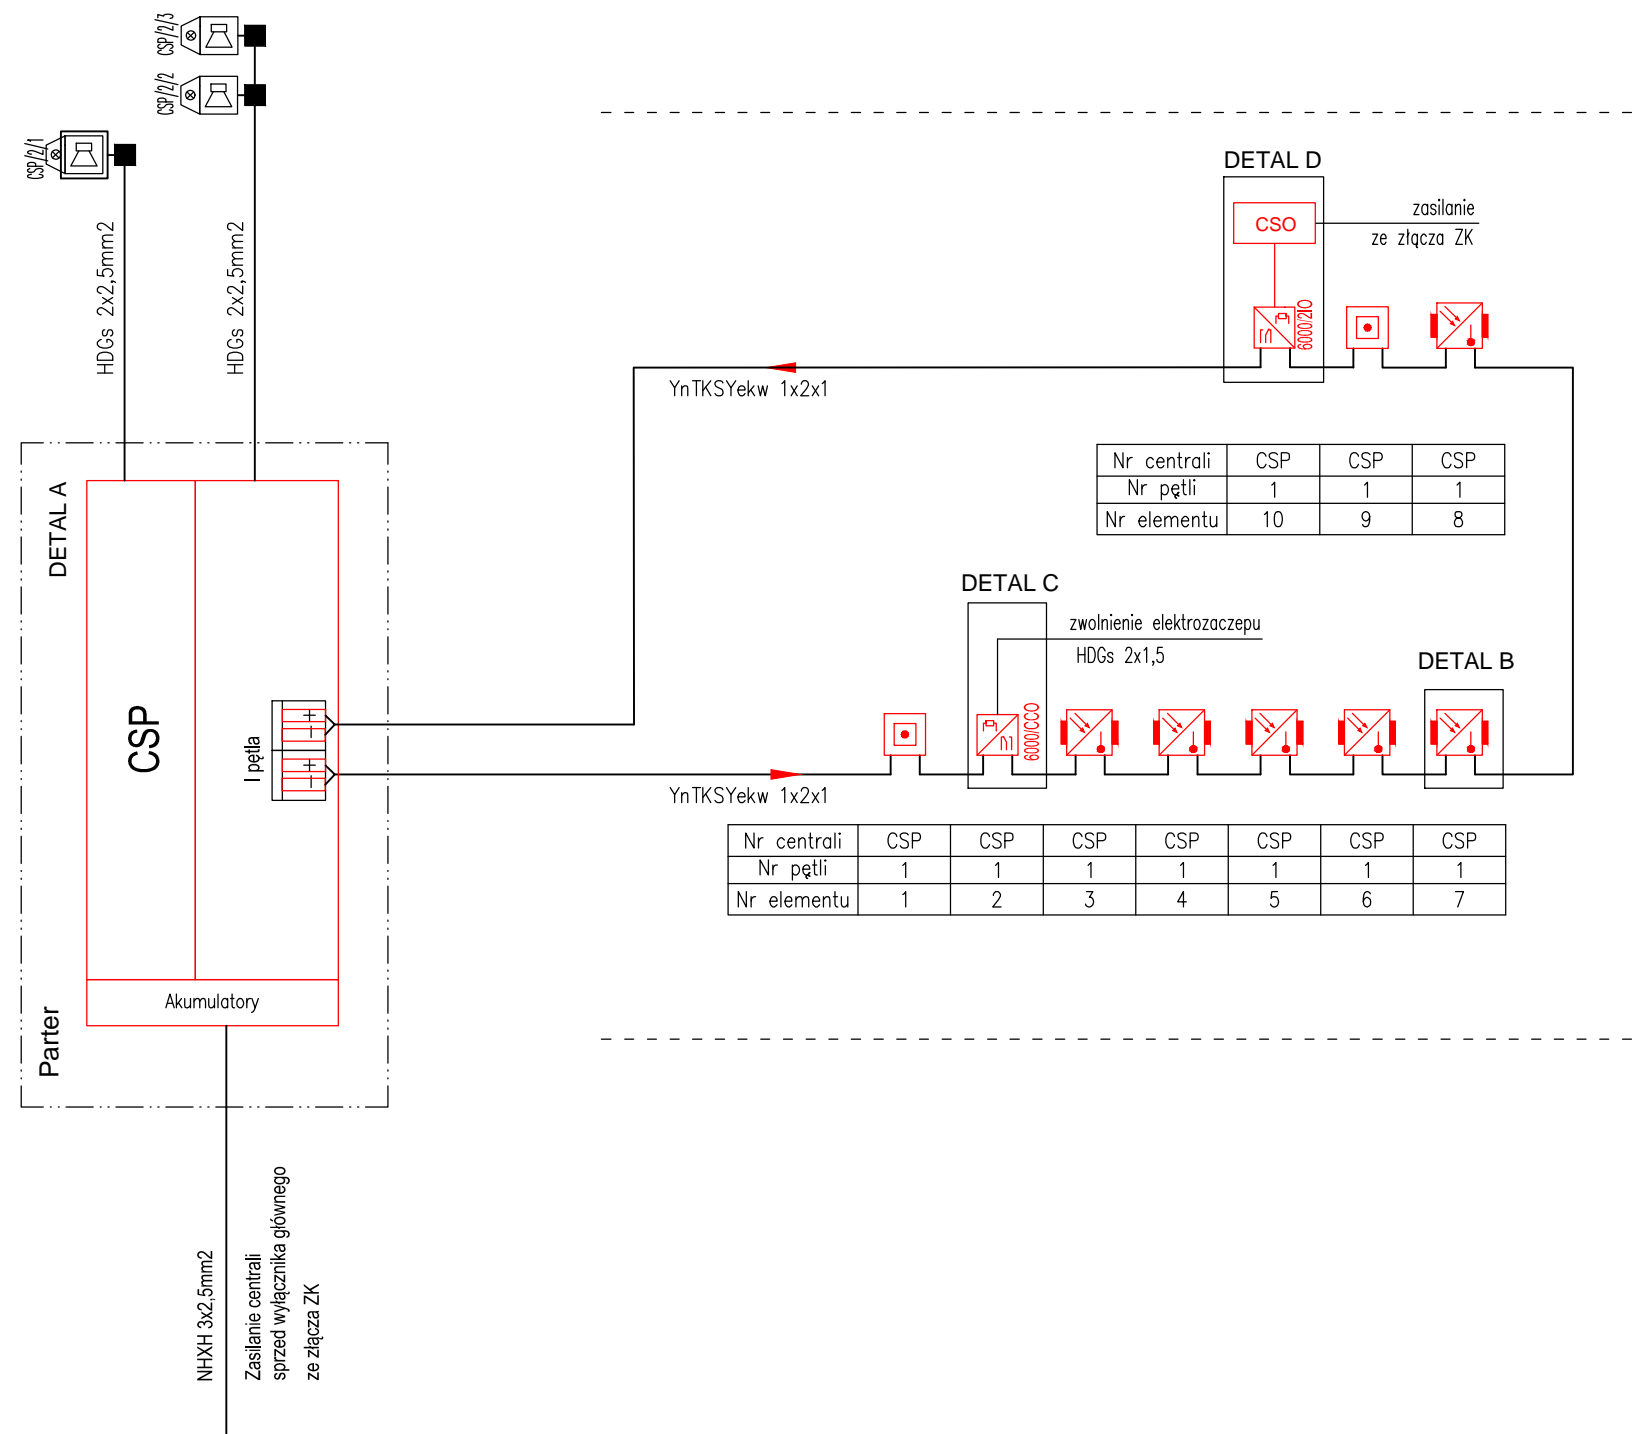 CSP/2/3
CSP/2/2
CSP/2/1
HDGs 2x2,5mm2
HDGs 2x2,5mm2
DETAL D
CSO
zasilanie
ze złącza ZK
6000/2IO
YnTKSYekw 1x2x1
Nr centrali CSP CSP CSP
Nr pętli 1 1 1
Nr elementu 10 9 8
DETAL A
CSP
I pętla
+
−
+
−
Akumulatory
Parter
DETAL C
zwolnienie elektrozaczepu
HDGs 2x1,5
DETAL B
6000/CCO
YnTKSYekw 1x2x1
Nr centrali CSP CSP CSP CSP CSP CSP CSP
Nr pętli 1 1 1 1 1 1 1
Nr elementu 1 2 3 4 5 6 7
NHXH 3x2,5mm2
Zasilanie centrali
sprzed wyłącznika głównego
ze złącza ZK